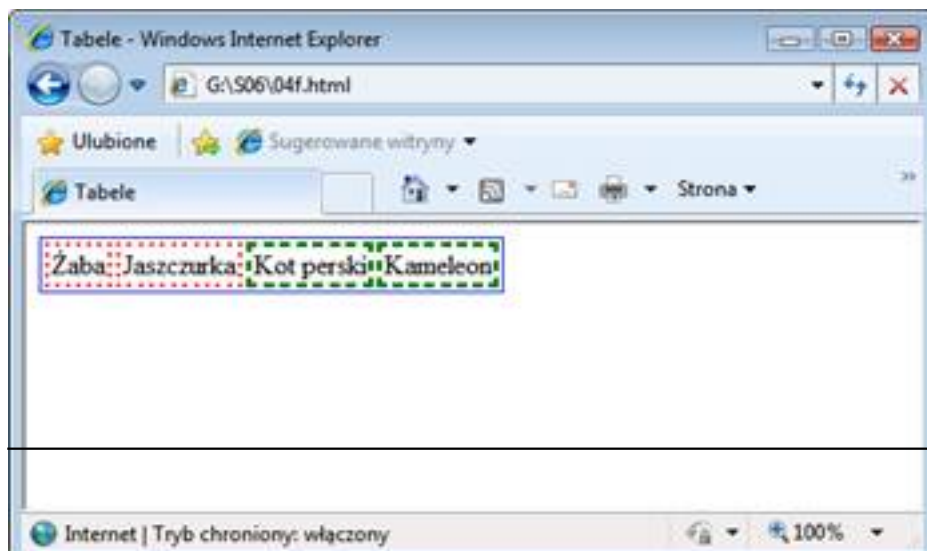 Tabele - Windows Internet Explorer
G:\S06\04f.html
Ulubione Sugerowane witryny
Tabele Strona »
Żaba Jaszczurka Kot perski Kameleon
Internet | Tryb chroniony: włączony 100%